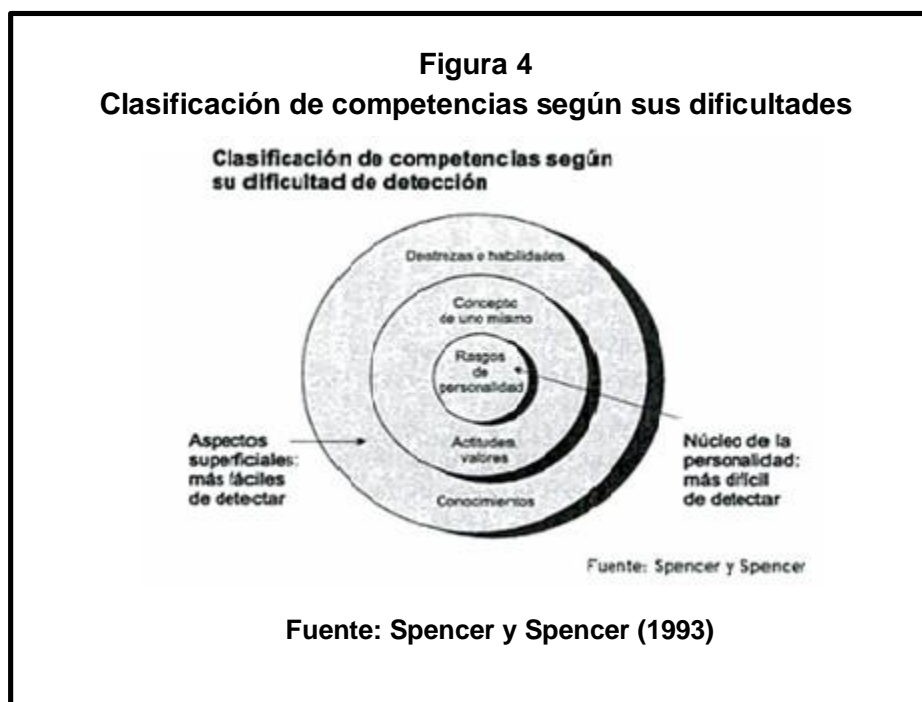 Figura 4
Clasificación de competencias según sus dificultades
Clasificación de competencias según
su dificultad de detección
Destrezas e habilidades
Concepto
de uno mismo
Rasgos
de
personalidad
Actitudes
valores
Conocimientos
Aspectos
superficiales:
más fáciles
de detectar
Núcleo de la
personalidad:
más difícil
de detectar
Fuente: Spencer y Spencer
Fuente: Spencer y Spencer (1993)